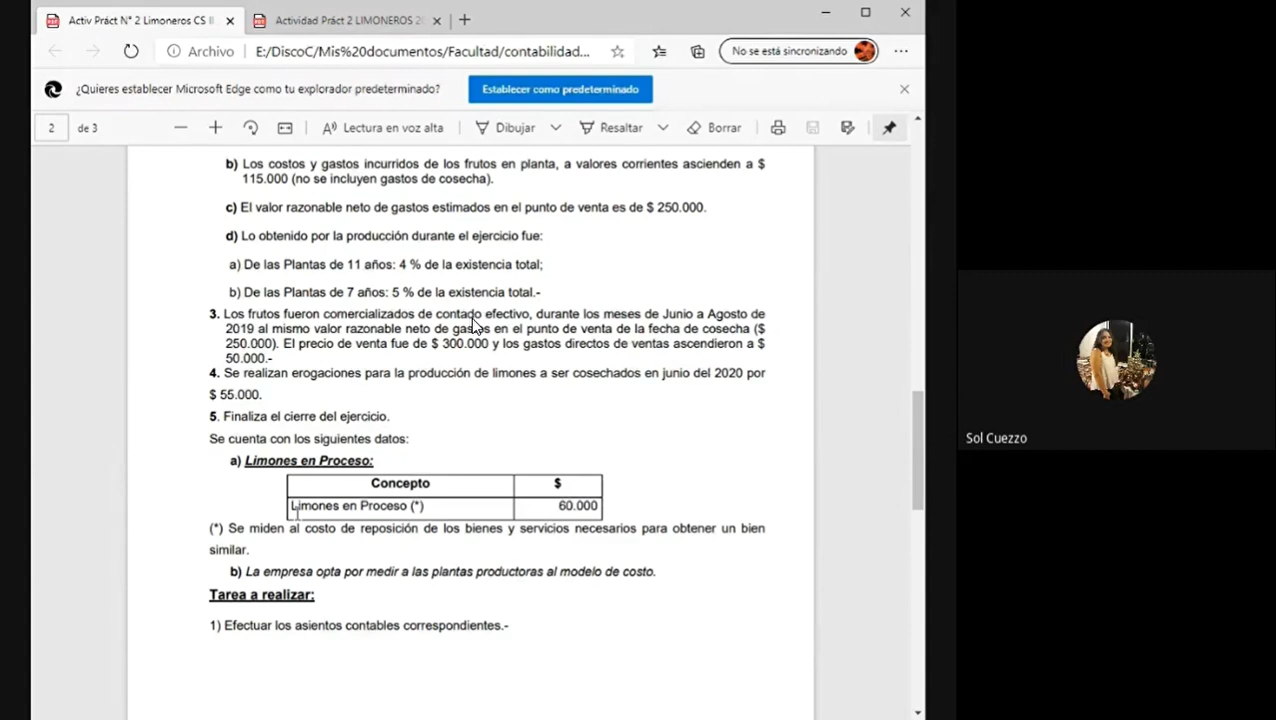 Activ Práct N° 2 Limoneros CS II
Actividad Práct 2 LIMONEROS 20
Archivo
E:/DiscoC/Mis%20documentos/Facultad/contabilidad...
No se está sincronizando
¿Quieres establecer Microsoft Edge como tu explorador predeterminado?
Establecer como predeterminado
2 de 3
Lectura en voz alta
Dibujar
Resaltar
Borrar
b) Los costos y gastos incurridos de los frutos en planta, a valores corrientes ascienden a $
115.000 (no se incluyen gastos de cosecha).
c) El valor razonable neto de gastos estimados en el punto de venta es de $ 250.000.
d) Lo obtenido por la producción durante el ejercicio fue:
a) De las Plantas de 11 años: 4 % de la existencia total;
b) De las Plantas de 7 años: 5 % de la existencia total.-
3. Los frutos fueron comercializados de contado efectivo, durante los meses de Junio a Agosto de
2019 al mismo valor razonable neto de gastos en el punto de venta de la fecha de cosecha ($
250.000). El precio de venta fue de $ 300.000 y los gastos directos de ventas ascendieron a $
50.000.-
4. Se realizan erogaciones para la producción de limones a ser cosechados en junio del 2020 por
$ 55.000.
5. Finaliza el cierre del ejercicio.
Se cuenta con los siguientes datos:
a) Limones en Proceso:
Concepto $
Limones en Proceso (*) 60.000
(*) Se miden al costo de reposición de los bienes y servicios necesarios para obtener un bien
similar.
b) La empresa opta por medir a las plantas productoras al modelo de costo.
Tarea a realizar:
1) Efectuar los asientos contables correspondientes.-
Sol Cuezzo